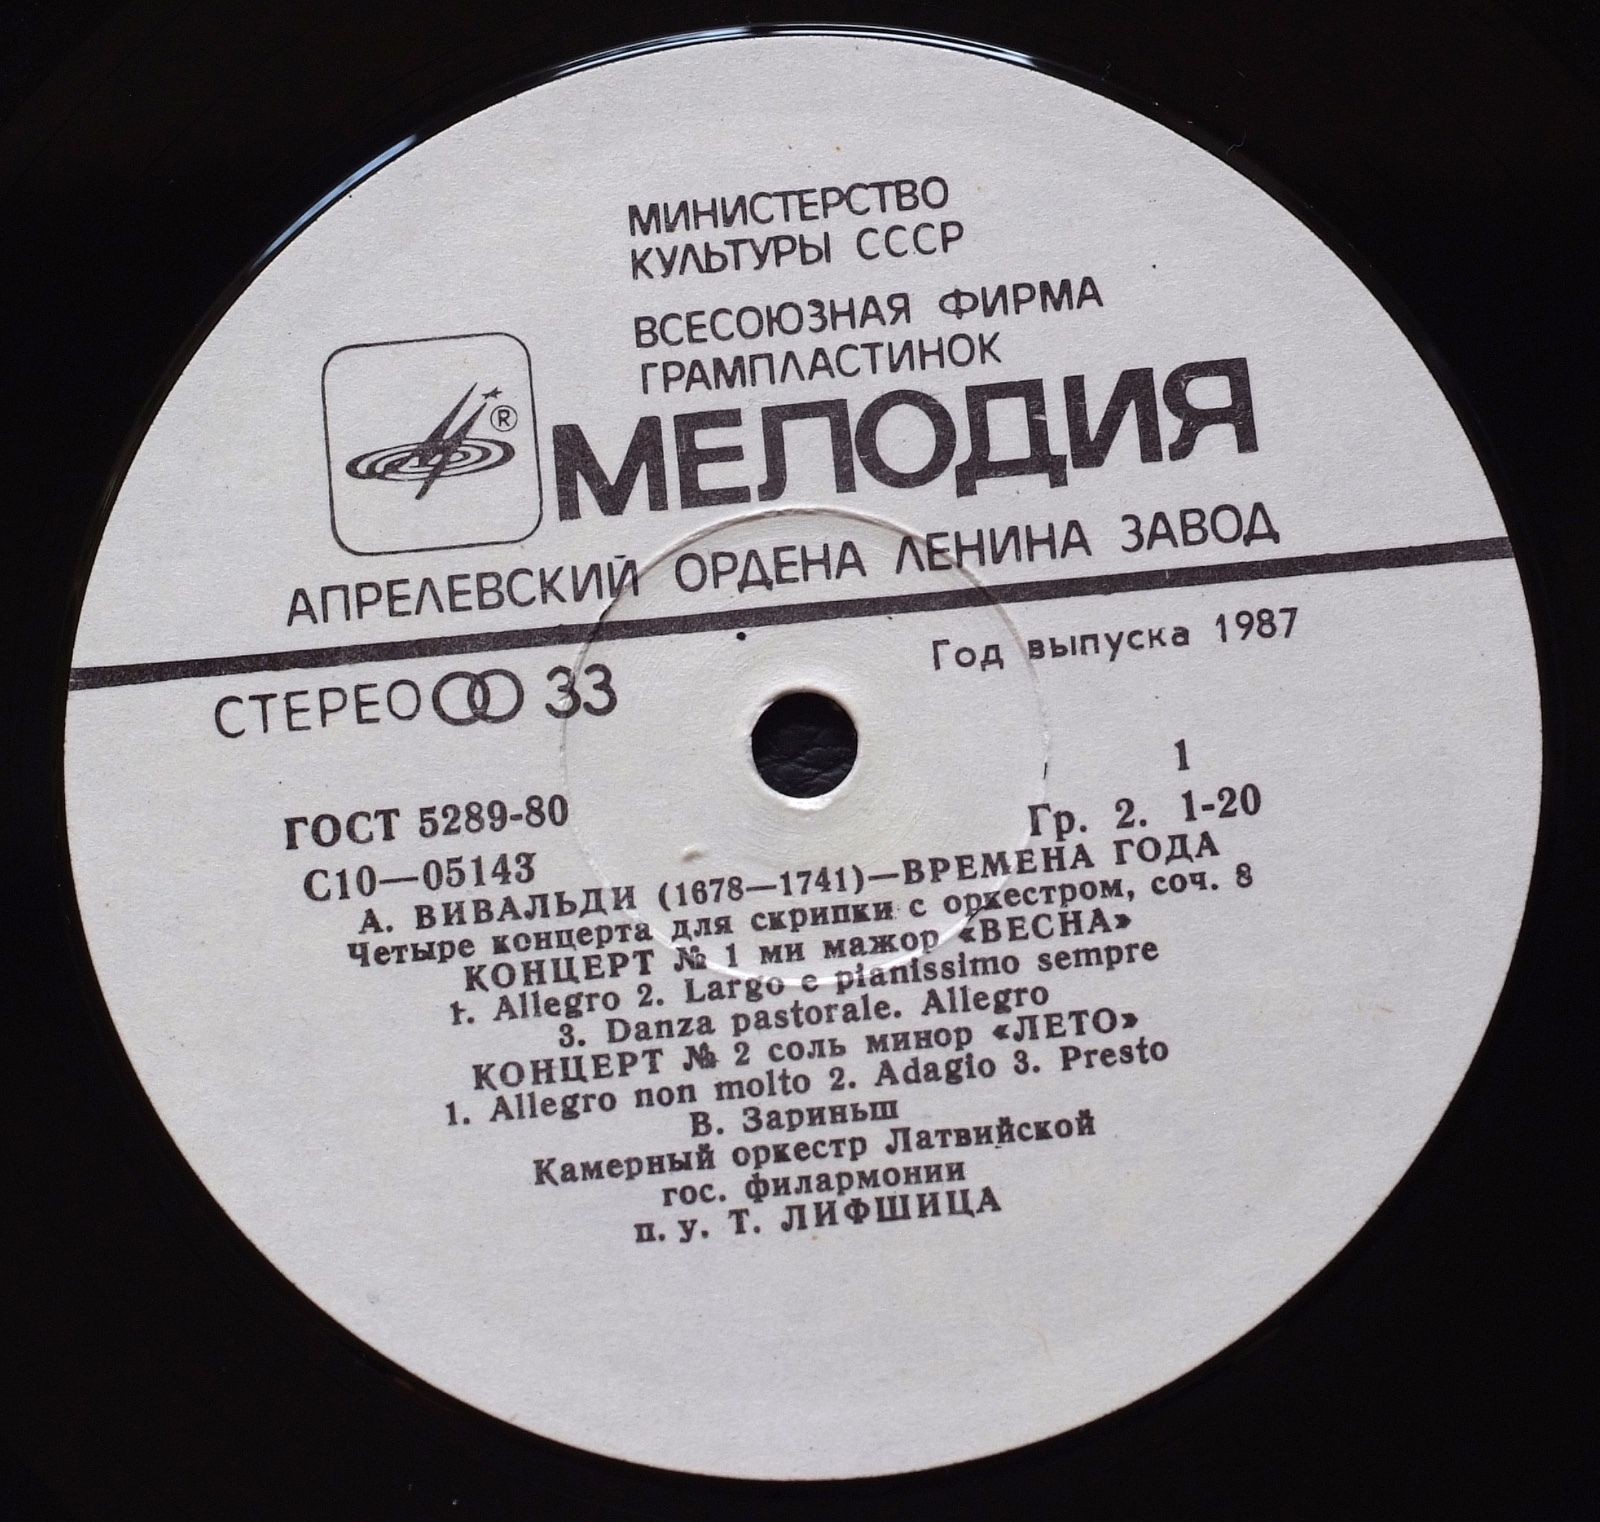 МИНИСТЕРСТВО
КУЛЬТУРЫ СССР
ВСЕСОЮЗНАЯ ФИРМА
ГРАМПЛАСТИНОК
®
МЕЛОДИЯ
АПРЕЛЕВСКИЙ ОРДЕНА ЛЕНИНА ЗАВОД
Год выпуска 1987
СТЕРЕО 33
1
ГОСТ 5289-80
Гр. 2. 1-20
С10—05143
А. ВИВАЛЬДИ (1678—1741)—ВРЕМЕНА ГОДА
Четыре концерта для скрипки с оркестром, соч. 8
КОНЦЕРТ № 1 ми мажор «ВЕСНА»
1. Allegro 2. Largo e pianissimo sempre
3. Danza pastorale. Allegro
КОНЦЕРТ № 2 соль минор «ЛЕТО»
1. Allegro non molto 2. Adagio 3. Presto
В. Зариньш
Камерный оркестр Латвийской
гос. филармонии
п. у. Т. ЛИФШИЦА